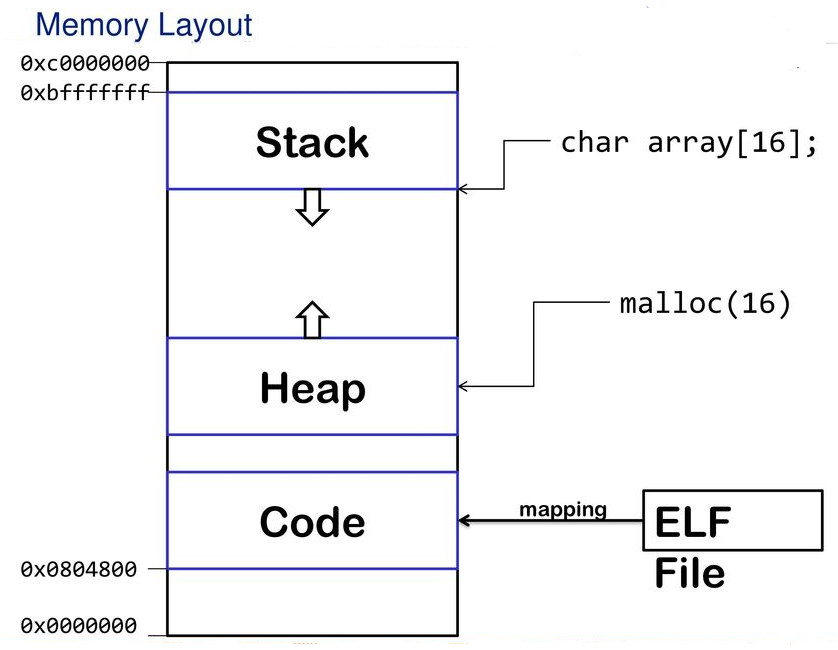 Memory Layout
0xc0000000
0xbfffffff
Stack
char array[16];
malloc(16)
Heap
Code
mapping
ELF
File
0x0804800
0x0000000